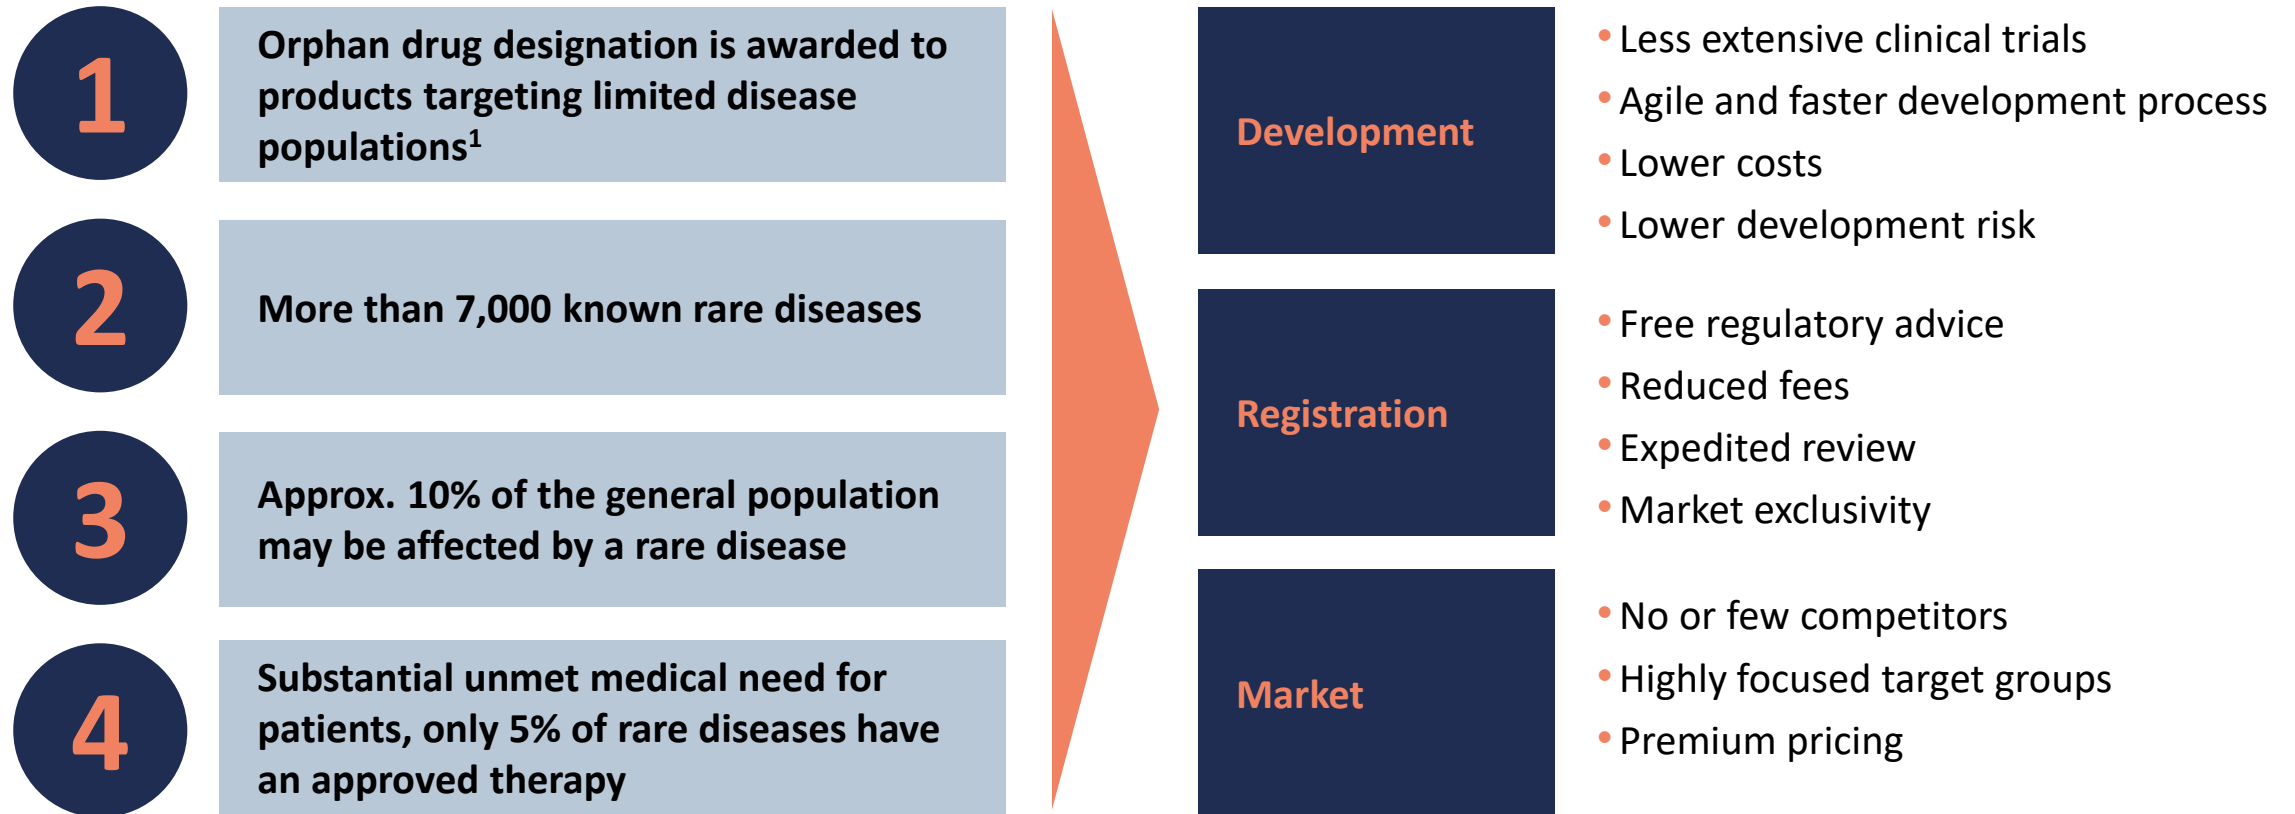 1
Orphan drug designation is awarded to
products targeting limited disease
populations¹
2
More than 7,000 known rare diseases
3
Approx. 10% of the general population
may be affected by a rare disease
4
Substantial unmet medical need for
patients, only 5% of rare diseases have
an approved therapy
Development
• Less extensive clinical trials
• Agile and faster development process
• Lower costs
• Lower development risk
Registration
• Free regulatory advice
• Reduced fees
• Expedited review
• Market exclusivity
Market
• No or few competitors
• Highly focused target groups
• Premium pricing